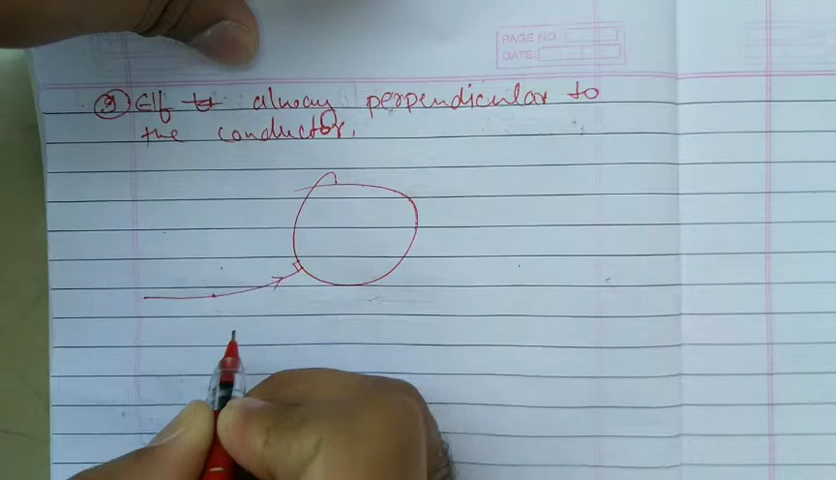 PAGE NO
DATE:
③ Elf always perpendicular to
the conductor.